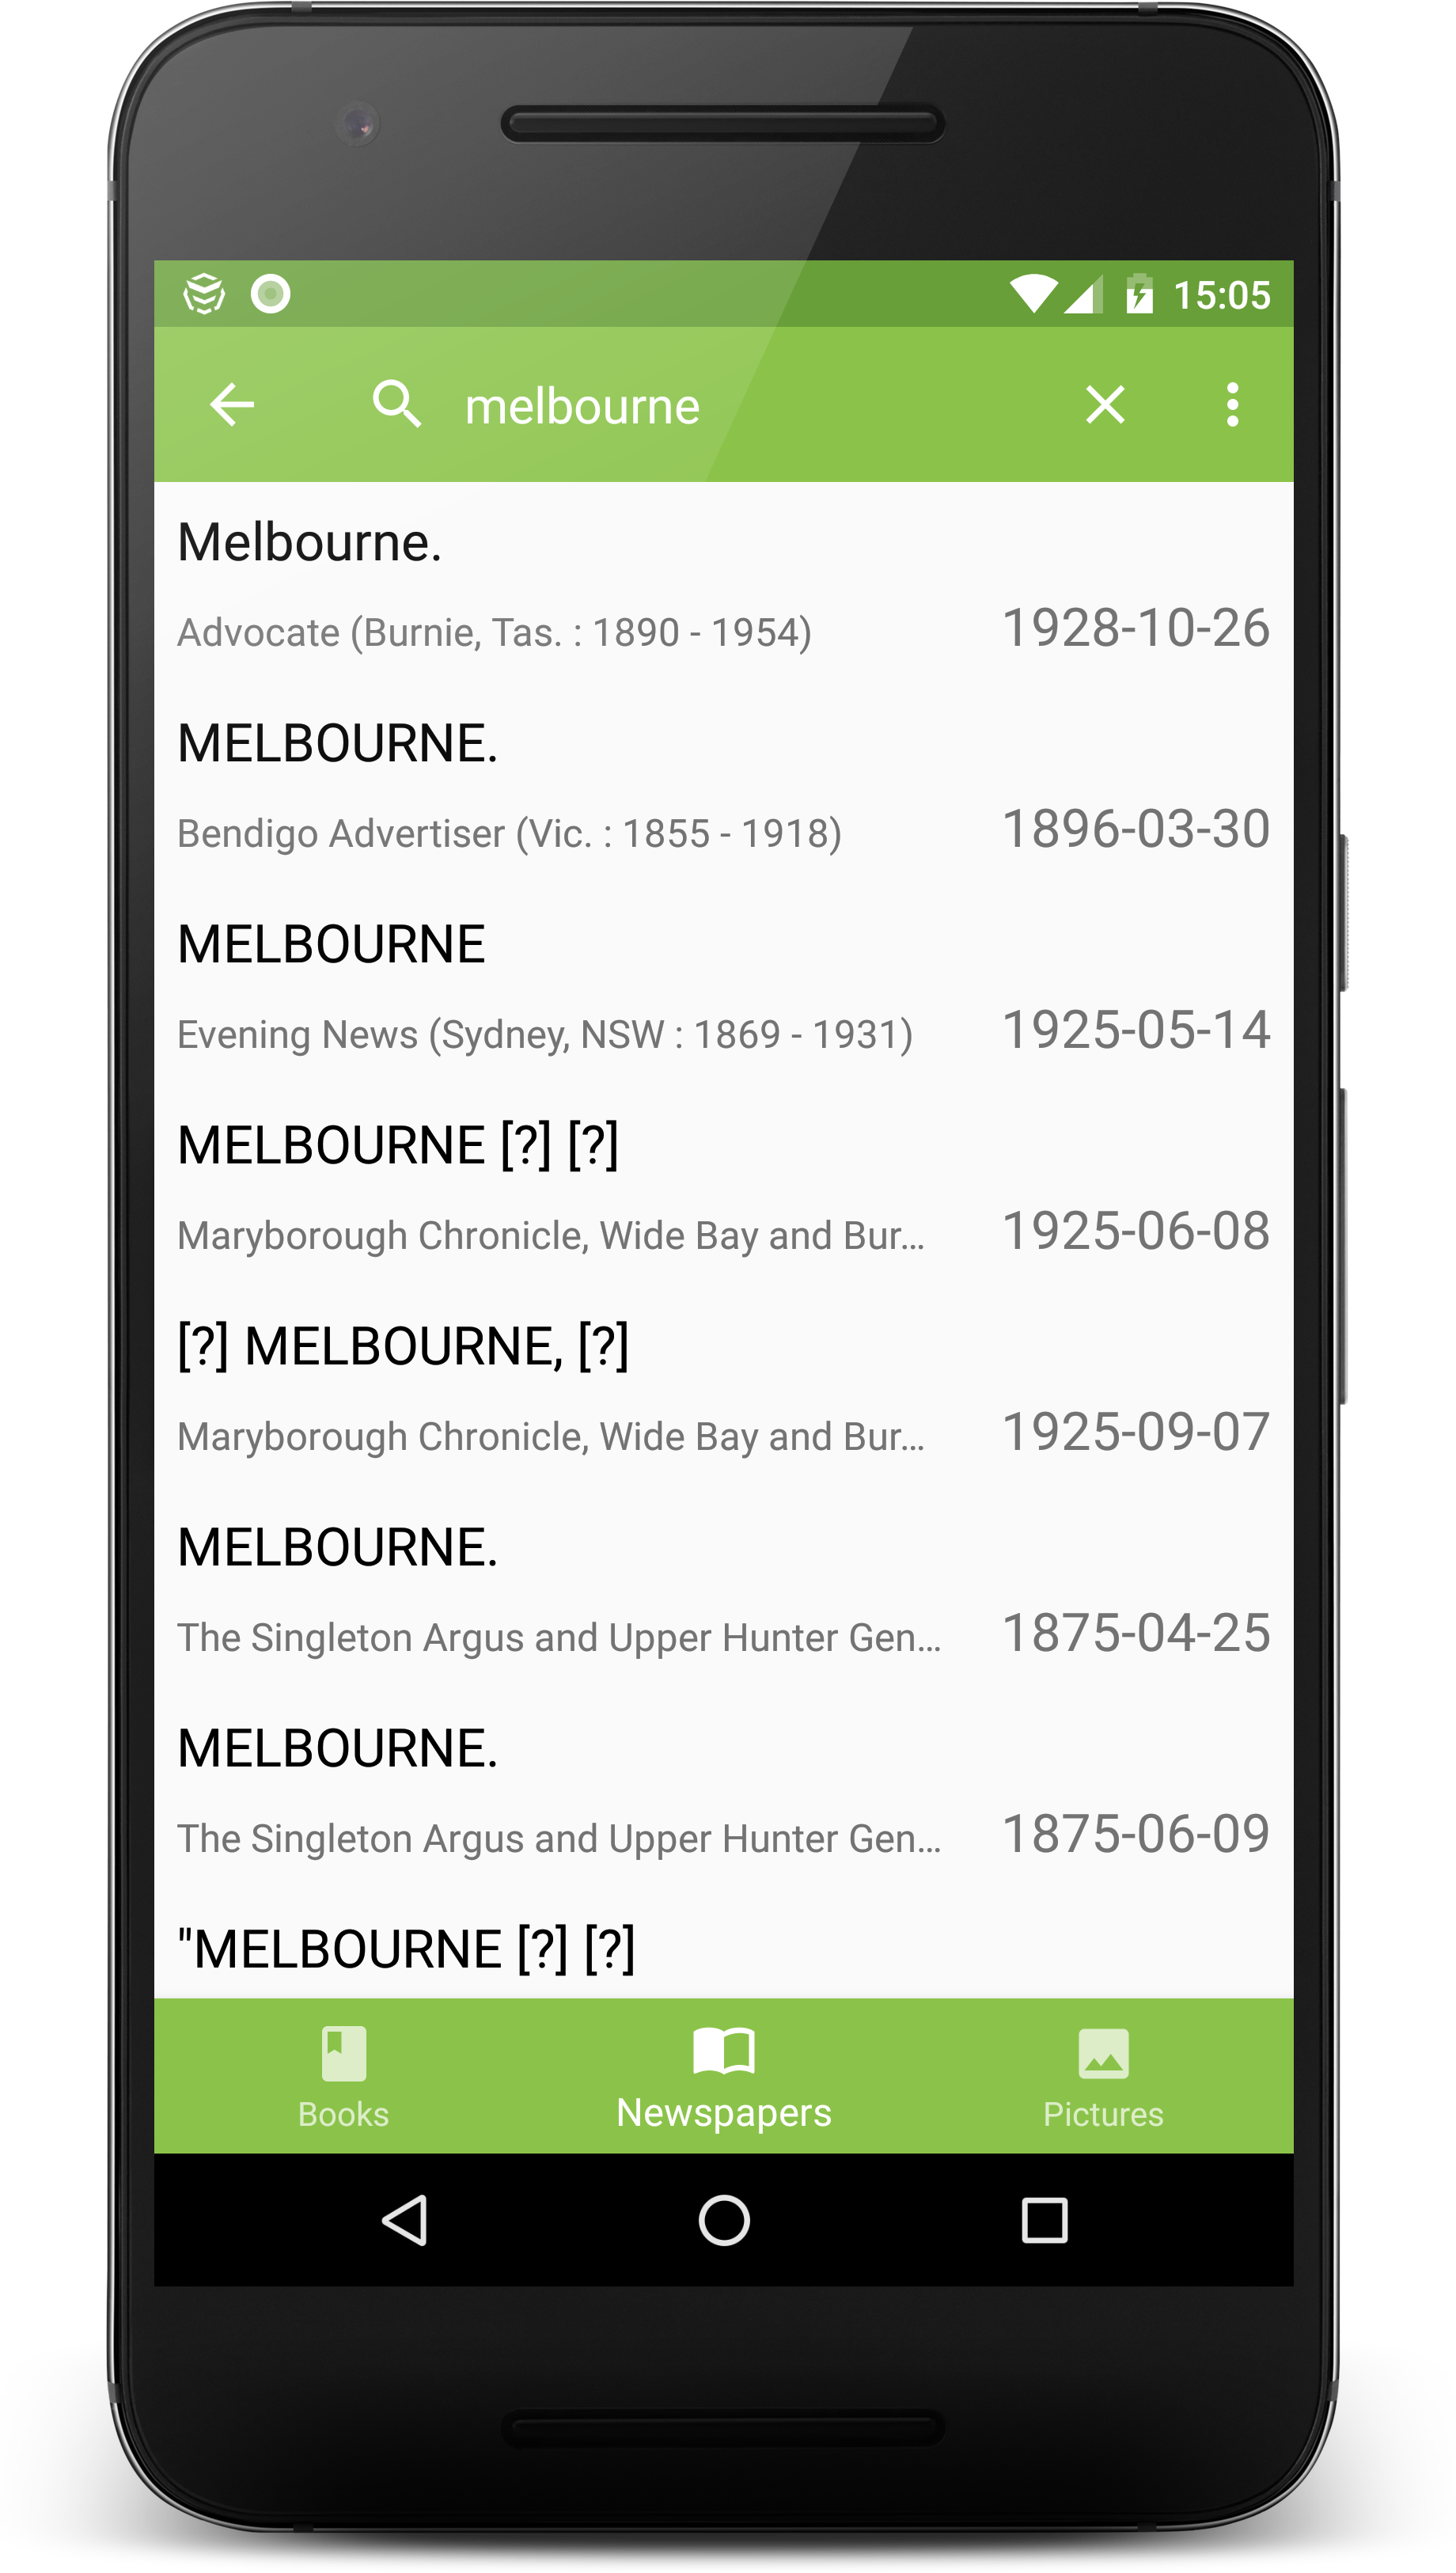 15:05
melbourne
Melbourne.
Advocate (Burnie, Tas. : 1890 - 1954) 1928-10-26
MELBOURNE.
Bendigo Advertiser (Vic. : 1855 - 1918) 1896-03-30
MELBOURNE
Evening News (Sydney, NSW : 1869 - 1931) 1925-05-14
MELBOURNE [?] [?]
Maryborough Chronicle, Wide Bay and Bur... 1925-06-08
[?] MELBOURNE, [?]
Maryborough Chronicle, Wide Bay and Bur... 1925-09-07
MELBOURNE.
The Singleton Argus and Upper Hunter Gen... 1875-04-25
MELBOURNE.
The Singleton Argus and Upper Hunter Gen... 1875-06-09
"MELBOURNE [?] [?]
Books Newspapers Pictures